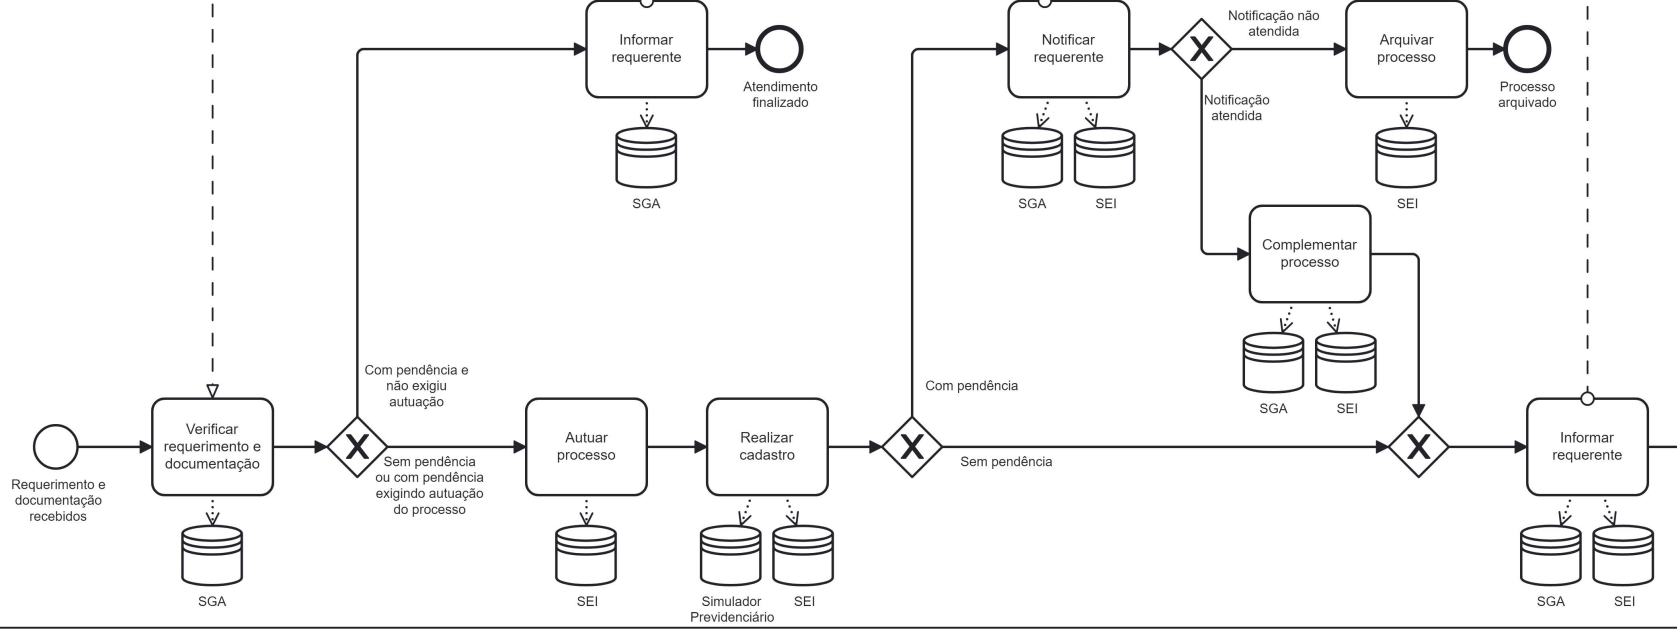 Informar
requerente
Atendimento
finalizado
SGA
Notificar
requerente
SGA
SEI
Notificação não
atendida
Notificação
atendida
Arquivar
processo
Processo
arquivado
SEI
Complementar
processo
SGA
SEI
Requerimento e
documentação
recebidos
Verificar
requerimento e
documentação
SGA
Com pendência e
não exigiu
autuação
Sem pendência
ou com pendência
exigindo autuação
do processo
Autuar
processo
SEI
Realizar
cadastro
Simulador
Previdenciário
SEI
Com pendência
Sem pendência
Informar
requerente
SGA
SEI